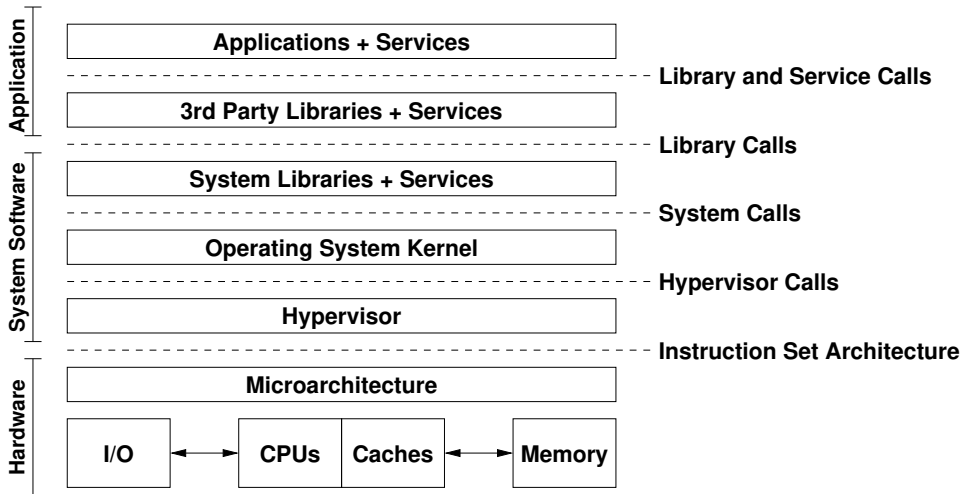 Application
Applications + Services
Library and Service Calls
3rd Party Libraries + Services
Library Calls
System Software
System Libraries + Services
System Calls
Operating System Kernel
Hypervisor Calls
Hypervisor
Instruction Set Architecture
Hardware
Microarchitecture
I/O
CPUs
Caches
Memory